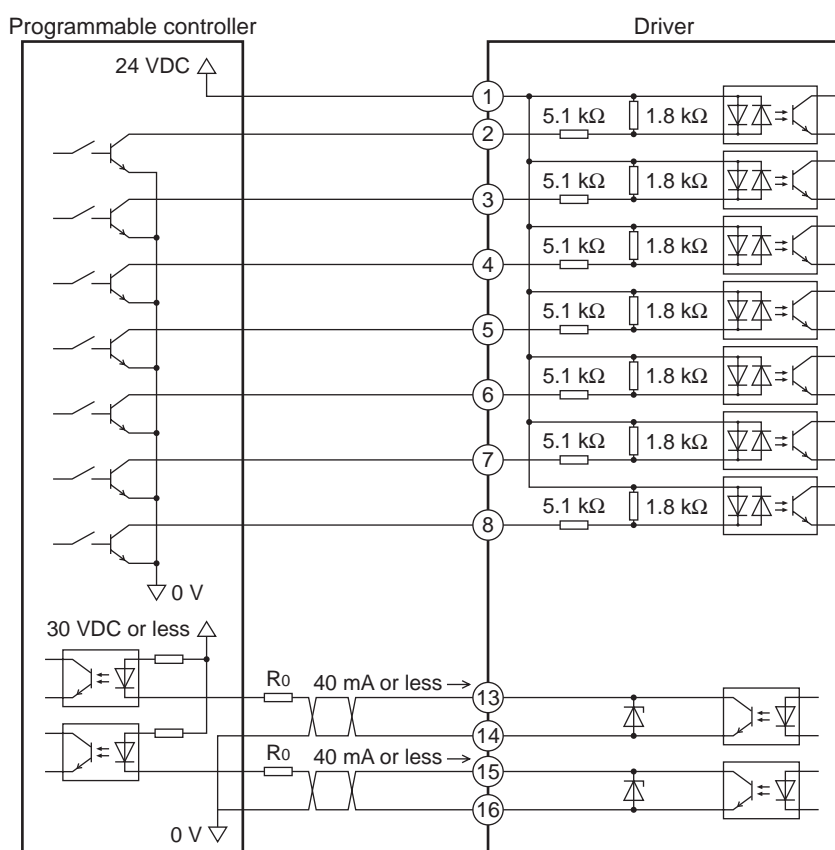 Programmable controller
Driver
24 VDC
1
5.1 kΩ
1.8 kΩ
2
5.1 kΩ
1.8 kΩ
3
5.1 kΩ
1.8 kΩ
4
5.1 kΩ
1.8 kΩ
5
5.1 kΩ
1.8 kΩ
6
5.1 kΩ
1.8 kΩ
7
5.1 kΩ
1.8 kΩ
8
0 V
30 VDC or less
R0
40 mA or less
13
14
R0
40 mA or less
15
16
0 V